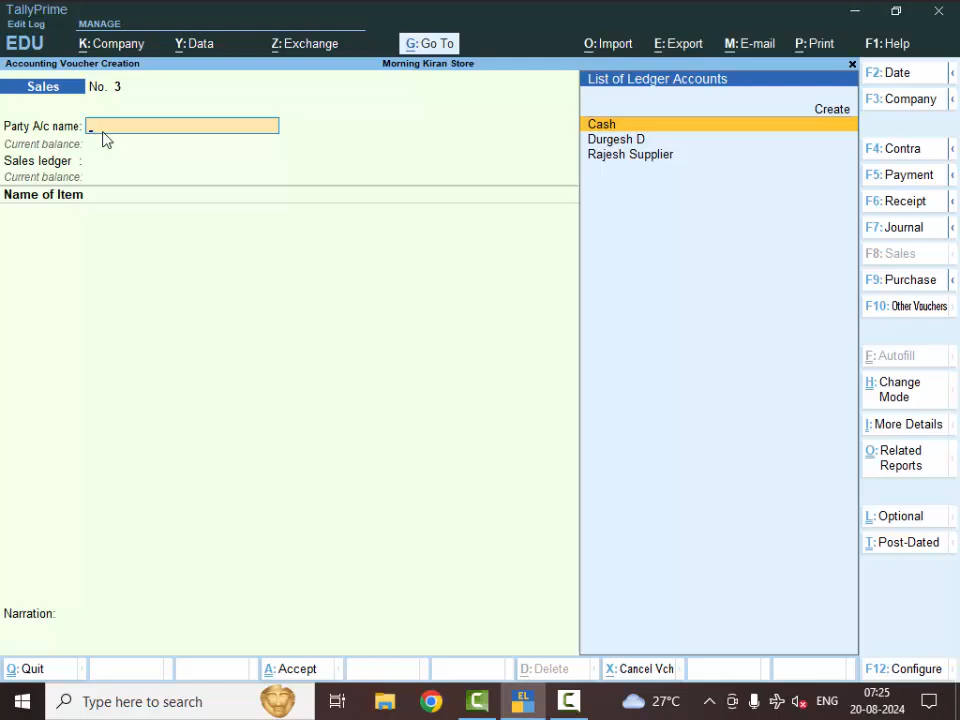 TallyPrime
Edit Log
MANAGE
EDU
K: Company
Y: Data
Z: Exchange
G: Go To
O: Import
E: Export
M: E-mail
P: Print
F1: Help
Accounting Voucher Creation
Morning Kiran Store
Sales
No. 3
Party A/c name:
Current balance:
Sales ledger :
Current balance:
Name of Item
Narration:
List of Ledger Accounts
Create
Cash
Durgesh D
Rajesh Supplier
F2: Date
F3: Company
F4: Contra
F5: Payment
F6: Receipt
F7: Journal
F8: Sales
F9: Purchase
F10: Other Vouchers
F: Autofill
H: Change
Mode
I: More Details
O: Related
Reports
L: Optional
T: Post-Dated
Q: Quit
A: Accept
D: Delete
X: Cancel Vch
F12: Configure
Type here to search
EL
27°C
ENG
07:25
20-08-2024